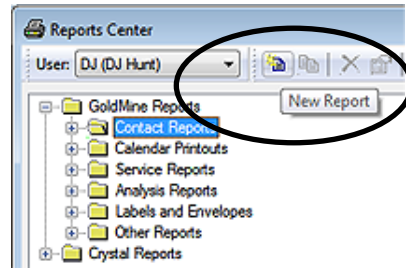 Reports Center
User: DJ (DJ Hunt)
New Report
GoldMine Reports
Contact Reports
Calendar Printouts
Service Reports
Analysis Reports
Labels and Envelopes
Other Reports
Crystal Reports